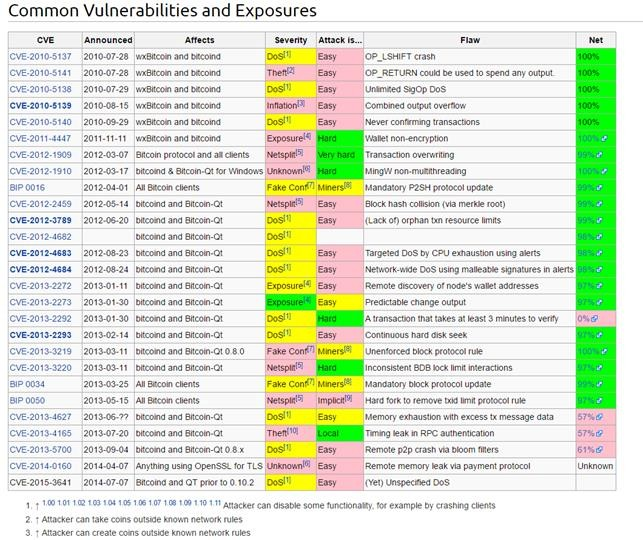 Common Vulnerabilities and Exposures
CVE Announced Affects Severity Attack is... Flaw Net
CVE-2010-5137 2010-07-28 wxBitcoin and bitcoind DoS[1] Easy OP_LSHIFT crash 100%
CVE-2010-5141 2010-07-28 wxBitcoin and bitcoind Theft[2] Easy OP_RETURN could be used to spend any output. 100%
CVE-2010-5138 2010-07-29 wxBitcoin and bitcoind DoS[1] Easy Unlimited SigOp DoS 100%
CVE-2010-5139 2010-08-15 wxBitcoin and bitcoind Inflation[3] Easy Combined output overflow 100%
CVE-2010-5140 2010-09-29 wxBitcoin and bitcoind DoS[1] Easy Never confirming transactions 100%
CVE-2011-4447 2011-11-11 wxBitcoin and bitcoind Exposure[4] Hard Wallet non-encryption 100%
CVE-2012-1909 2012-03-07 Bitcoin protocol and all clients Netsplit[5] Very hard Transaction overwriting 99%
CVE-2012-1910 2012-03-17 bitcoind & Bitcoin-Qt for Windows Unknown[6] Hard MingW non-multithreading 100%
BIP 0016 2012-04-01 All Bitcoin clients Fake Conf[7] Miners[8] Mandatory P2SH protocol update 99%
CVE-2012-2459 2012-05-14 bitcoind and Bitcoin-Qt Netsplit[5] Easy Block hash collision (via merkle root) 99%
CVE-2012-3789 2012-06-20 bitcoind and Bitcoin-Qt DoS[1] Easy (Lack of) orphan txn resource limits 99%
CVE-2012-4682 bitcoind and Bitcoin-Qt DoS[1] 98%
CVE-2012-4683 2012-08-23 bitcoind and Bitcoin-Qt DoS[1] Easy Targeted DoS by CPU exhaustion using alerts 98%
CVE-2012-4684 2012-08-24 bitcoind and Bitcoin-Qt DoS[1] Easy Network-wide DoS using malleable signatures in alerts 98%
CVE-2013-2272 2013-01-11 bitcoind and Bitcoin-Qt Exposure[4] Easy Remote discovery of node's wallet addresses 97%
CVE-2013-2273 2013-01-30 bitcoind and Bitcoin-Qt Exposure[4] Easy Predictable change output 97%
CVE-2013-2292 2013-01-30 bitcoind and Bitcoin-Qt DoS[1] Hard A transaction that takes at least 3 minutes to verify 0%
CVE-2013-2293 2013-02-14 bitcoind and Bitcoin-Qt DoS[1] Easy Continuous hard disk seek 97%
CVE-2013-3219 2013-03-11 bitcoind and Bitcoin-Qt 0.8.0 Fake Conf[7] Miners[8] Unenforced block protocol rule 100%
CVE-2013-3220 2013-03-11 bitcoind and Bitcoin-Qt Netsplit[5] Hard Inconsistent BDB lock limit interactions 97%
BIP 0034 2013-03-25 All Bitcoin clients Fake Conf[7] Miners[8] Mandatory block protocol update 99%
BIP 0050 2013-05-15 All Bitcoin clients Netsplit[5] Implicit[9] Hard fork to remove txid limit protocol rule 97%
CVE-2013-4627 2013-06-?? bitcoind and Bitcoin-Qt DoS[1] Easy Memory exhaustion with excess tx message data 57%
CVE-2013-4165 2013-07-20 bitcoind and Bitcoin-Qt Theft[10] Local Timing leak in RPC authentication 57%
CVE-2013-5700 2013-09-04 bitcoind and Bitcoin-Qt 0.8.x DoS[1] Easy Remote p2p crash via bloom filters 61%
CVE-2014-0160 2014-04-07 Anything using OpenSSL for TLS Unknown[6] Easy Remote memory leak via payment protocol Unknown
CVE-2015-3641 2014-07-07 Bitcoind and QT prior to 0.10.2 DoS[1] Easy (Yet) Unspecified DoS
1. ↑ 1.00 1.01 1.02 1.03 1.04 1.05 1.06 1.07 1.08 1.09 1.10 1.11 Attacker can disable some functionality, for example by crashing clients
2. ↑ Attacker can take coins outside known network rules
3. ↑ Attacker can create coins outside known network rules